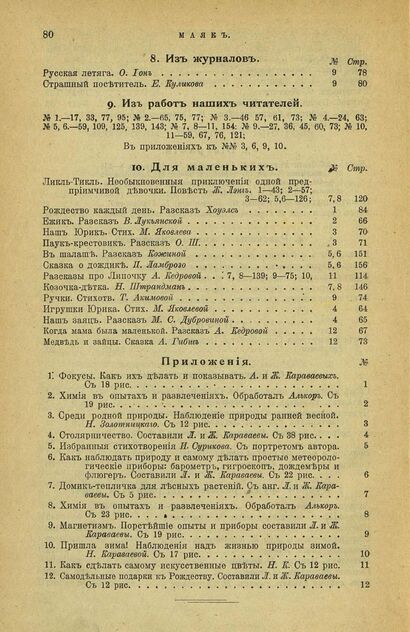 80 МАЯКЪ.
8. Изъ журналовъ. № Стр.
Русская летяга. О. Іонъ 9 78
Страшный посѣтитель. Е. Куликова 9 80
9. Изъ работъ нашихъ читателей.
№ 1.—17, 33, 77, 95; № 2.—65, 75, 77; № 3.—46 57, 61, 73; № 4.—24, 63;
№ 5, 6.—59, 109, 125, 139, 143; № 7, 8—11, 154: № 9.—27, 36, 45, 60, 73; № 10,
11—59, 67, 76, 121;
Въ приложеніяхъ къ №№ 3, 6, 9, 10.
10. Для маленькихъ. № Стр.
Ликль-Тикль. Необыкновенныя приключенія одной пред-
пріимчивой дѣвочки. Повѣсть Ж. Лэнъ. 1—43; 2—57;
3—62; 5,6—126; 7, 8 120
Рождество каждый день. Разсказъ Хоуэлсъ 1 84
Ежикъ. Разсказъ В. Лукьянской 2 66
Нашъ Юрикъ. Стих. М. Яковлева 3 70
Паукъ-крестовикъ. Разсказъ О. Ш. 3 71
Въ шалашѣ. Разсказъ Кожиной 5, 6 151
Сказка о дождикѣ. П. Ламброзо 5, 6 156
Разсказы про Липочку А. Кедровой 7, 8—139; 9—75; 10, 11 114
Козочка-дѣтка. Н. Штрандманъ 7, 8 146
Ручки. Стихотв. Т. Акимовой 9 74
Игрушки Юрика. Стих. М. Яковлевой 4 64
Нашъ заяцъ. Разсказъ М. С. Дубровиной 4 65
Когда мама была маленькой. Разсказъ А. Кедровой 12 67
Медвѣдь и зайцы. Сказка А. Гибшъ 12 73
Приложенія. №
1. Фокусы. Какъ ихъ дѣлать и показывать. А. и Ж. Караваевыхъ.
Съ 18 рис. 1
2. Химія въ опытахъ и развлеченіяхъ. Обработалъ Алькоръ. Съ
19 рис. 2
3. Среди родной природы. Наблюденіе природы ранней весной.
Н. Золотницкаго. Съ 12 рис. 3
4. Столярничество. Составили Л. и Ж. Караваевы. Съ 38 рис. 4
5. Избранныя стихотворенія П. Сурикова. Съ портретомъ автора 5
6. Какъ наблюдать природу и самому дѣлать простые метеороло-
гическіе приборы: барометръ, гигроскопъ, дождемѣры и
флюгеръ. Составили Л. и Ж. Караваевы. Съ 22 рис. 6
7. Домикъ-тепличка для лѣсныхъ растеній. Съ англ. Л. и Ж. Кара-
ваевы. Съ 5 рис. 7
8. Химія въ опытахъ и развлеченіяхъ. Обработалъ Алькоръ.
Съ 23 рис. 8
9. Магнетизмъ. Порстѣйшіе опыты и приборы составили Л. и Ж.
Караваевы. Съ 19 рис. 9
10. Пришла зима! Наблюденія надъ жизнью природы зимой.
Н. Караваевой. Съ 17 рис. 10
11. Какъ сдѣлать самому искусственные цвѣты. Н. К. Съ 12 рис. 11
12. Самодѣльные подарки къ Рождеству. Составили Л. и Ж. Караваевы.
Съ 12 рис. 12